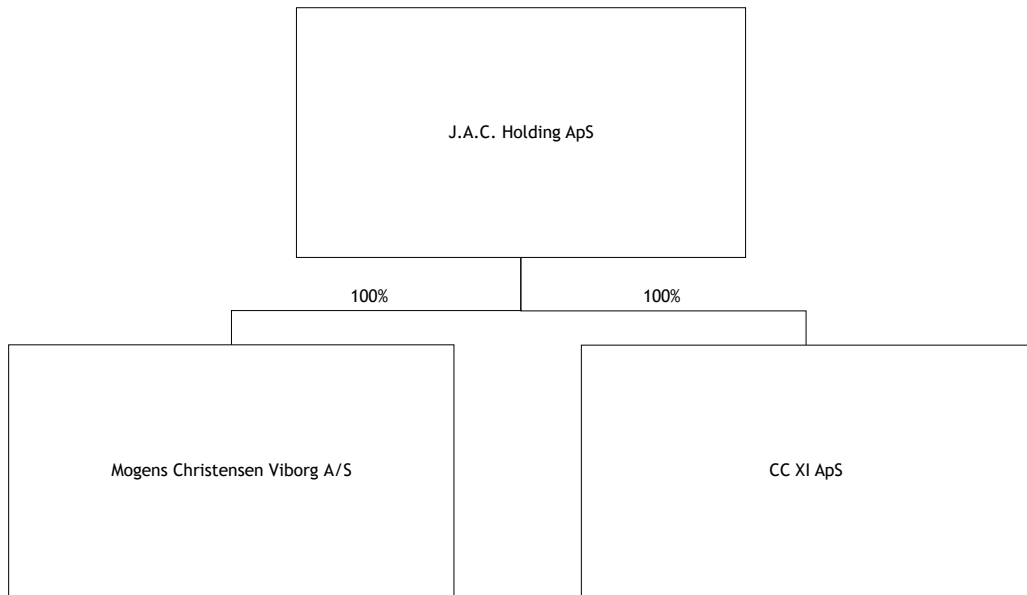 J.A.C. Holding ApS
100%
100%
Mogens Christensen Viborg A/S
CC XI ApS